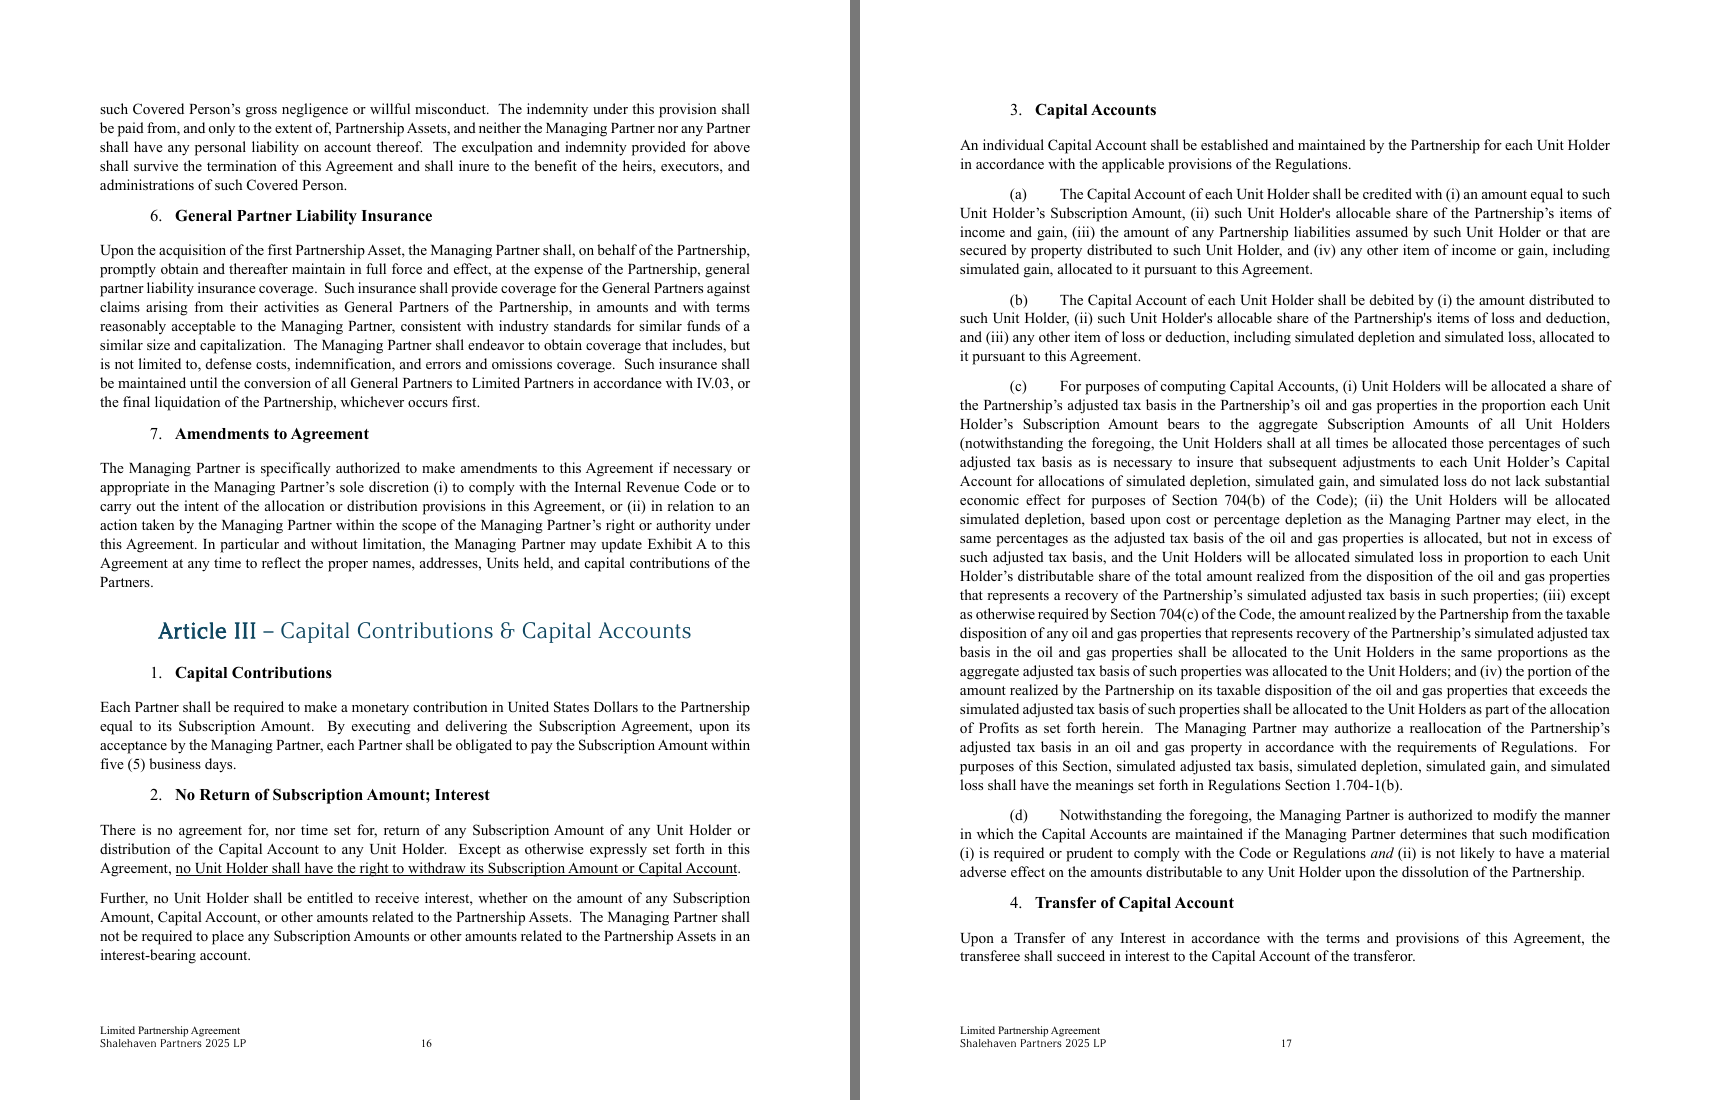 such Covered Person’s gross negligence or willful misconduct.  The indemnity under this provision shall
be paid from, and only to the extent of, Partnership Assets, and neither the Managing Partner nor any Partner
shall have any personal liability on account thereof.  The exculpation and indemnity provided for above
shall survive the termination of this Agreement and shall inure to the benefit of the heirs, executors, and
administrations of such Covered Person.
6. General Partner Liability Insurance
Upon the acquisition of the first Partnership Asset, the Managing Partner shall, on behalf of the Partnership,
promptly obtain and thereafter maintain in full force and effect, at the expense of the Partnership, general
partner liability insurance coverage.  Such insurance shall provide coverage for the General Partners against
claims arising from their activities as General Partners of the Partnership, in amounts and with terms
reasonably acceptable to the Managing Partner, consistent with industry standards for similar funds of a
similar size and capitalization.  The Managing Partner shall endeavor to obtain coverage that includes, but
is not limited to, defense costs, indemnification, and errors and omissions coverage.  Such insurance shall
be maintained until the conversion of all General Partners to Limited Partners in accordance with IV.03, or
the final liquidation of the Partnership, whichever occurs first.
7. Amendments to Agreement
The Managing Partner is specifically authorized to make amendments to this Agreement if necessary or
appropriate in the Managing Partner’s sole discretion (i) to comply with the Internal Revenue Code or to
carry out the intent of the allocation or distribution provisions in this Agreement, or (ii) in relation to an
action taken by the Managing Partner within the scope of the Managing Partner’s right or authority under
this Agreement. In particular and without limitation, the Managing Partner may update Exhibit A to this
Agreement at any time to reflect the proper names, addresses, Units held, and capital contributions of the
Partners.
Article III – Capital Contributions & Capital Accounts
1. Capital Contributions
Each Partner shall be required to make a monetary contribution in United States Dollars to the Partnership
equal to its Subscription Amount.  By executing and delivering the Subscription Agreement, upon its
acceptance by the Managing Partner, each Partner shall be obligated to pay the Subscription Amount within
five (5) business days.
2. No Return of Subscription Amount; Interest
There is no agreement for, nor time set for, return of any Subscription Amount of any Unit Holder or
distribution of the Capital Account to any Unit Holder.  Except as otherwise expressly set forth in this
Agreement, no Unit Holder shall have the right to withdraw its Subscription Amount or Capital Account.
Further, no Unit Holder shall be entitled to receive interest, whether on the amount of any Subscription
Amount, Capital Account, or other amounts related to the Partnership Assets.  The Managing Partner shall
not be required to place any Subscription Amounts or other amounts related to the Partnership Assets in an
interest-bearing account.
Limited Partnership Agreement
Shalehaven Partners 2025 LP 16
3. Capital Accounts
An individual Capital Account shall be established and maintained by the Partnership for each Unit Holder
in accordance with the applicable provisions of the Regulations.
(a) The Capital Account of each Unit Holder shall be credited with (i) an amount equal to such
Unit Holder’s Subscription Amount, (ii) such Unit Holder's allocable share of the Partnership’s items of
income and gain, (iii) the amount of any Partnership liabilities assumed by such Unit Holder or that are
secured by property distributed to such Unit Holder, and (iv) any other item of income or gain, including
simulated gain, allocated to it pursuant to this Agreement.
(b) The Capital Account of each Unit Holder shall be debited by (i) the amount distributed to
such Unit Holder, (ii) such Unit Holder's allocable share of the Partnership's items of loss and deduction,
and (iii) any other item of loss or deduction, including simulated depletion and simulated loss, allocated to
it pursuant to this Agreement.
(c) For purposes of computing Capital Accounts, (i) Unit Holders will be allocated a share of
the Partnership’s adjusted tax basis in the Partnership’s oil and gas properties in the proportion each Unit
Holder’s Subscription Amount bears to the aggregate Subscription Amounts of all Unit Holders
(notwithstanding the foregoing, the Unit Holders shall at all times be allocated those percentages of such
adjusted tax basis as is necessary to insure that subsequent adjustments to each Unit Holder’s Capital
Account for allocations of simulated depletion, simulated gain, and simulated loss do not lack substantial
economic effect for purposes of Section 704(b) of the Code); (ii) the Unit Holders will be allocated
simulated depletion, based upon cost or percentage depletion as the Managing Partner may elect, in the
same percentages as the adjusted tax basis of the oil and gas properties is allocated, but not in excess of
such adjusted tax basis, and the Unit Holders will be allocated simulated loss in proportion to each Unit
Holder’s distributable share of the total amount realized from the disposition of the oil and gas properties
that represents a recovery of the Partnership’s simulated adjusted tax basis in such properties; (iii) except
as otherwise required by Section 704(c) of the Code, the amount realized by the Partnership from the taxable
disposition of any oil and gas properties that represents recovery of the Partnership’s simulated adjusted tax
basis in the oil and gas properties shall be allocated to the Unit Holders in the same proportions as the
aggregate adjusted tax basis of such properties was allocated to the Unit Holders; and (iv) the portion of the
amount realized by the Partnership on its taxable disposition of the oil and gas properties that exceeds the
simulated adjusted tax basis of such properties shall be allocated to the Unit Holders as part of the allocation
of Profits as set forth herein.  The Managing Partner may authorize a reallocation of the Partnership’s
adjusted tax basis in an oil and gas property in accordance with the requirements of Regulations.  For
purposes of this Section, simulated adjusted tax basis, simulated depletion, simulated gain, and simulated
loss shall have the meanings set forth in Regulations Section 1.704-1(b).
(d) Notwithstanding the foregoing, the Managing Partner is authorized to modify the manner
in which the Capital Accounts are maintained if the Managing Partner determines that such modification
(i) is required or prudent to comply with the Code or Regulations and (ii) is not likely to have a material
adverse effect on the amounts distributable to any Unit Holder upon the dissolution of the Partnership.
4. Transfer of Capital Account
Upon a Transfer of any Interest in accordance with the terms and provisions of this Agreement, the
transferee shall succeed in interest to the Capital Account of the transferor.
Limited Partnership Agreement
Shalehaven Partners 2025 LP 17